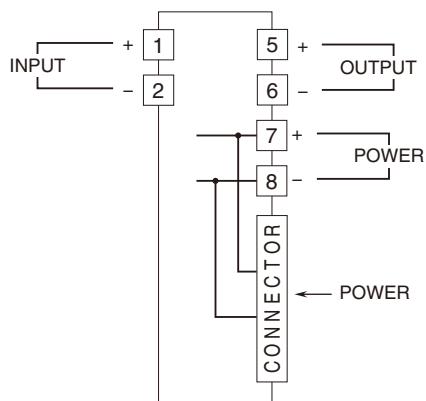 + 1
INPUT
− 2
5 +
OUTPUT
6 −
7 +
POWER
8 −
CONNECTOR
POWER